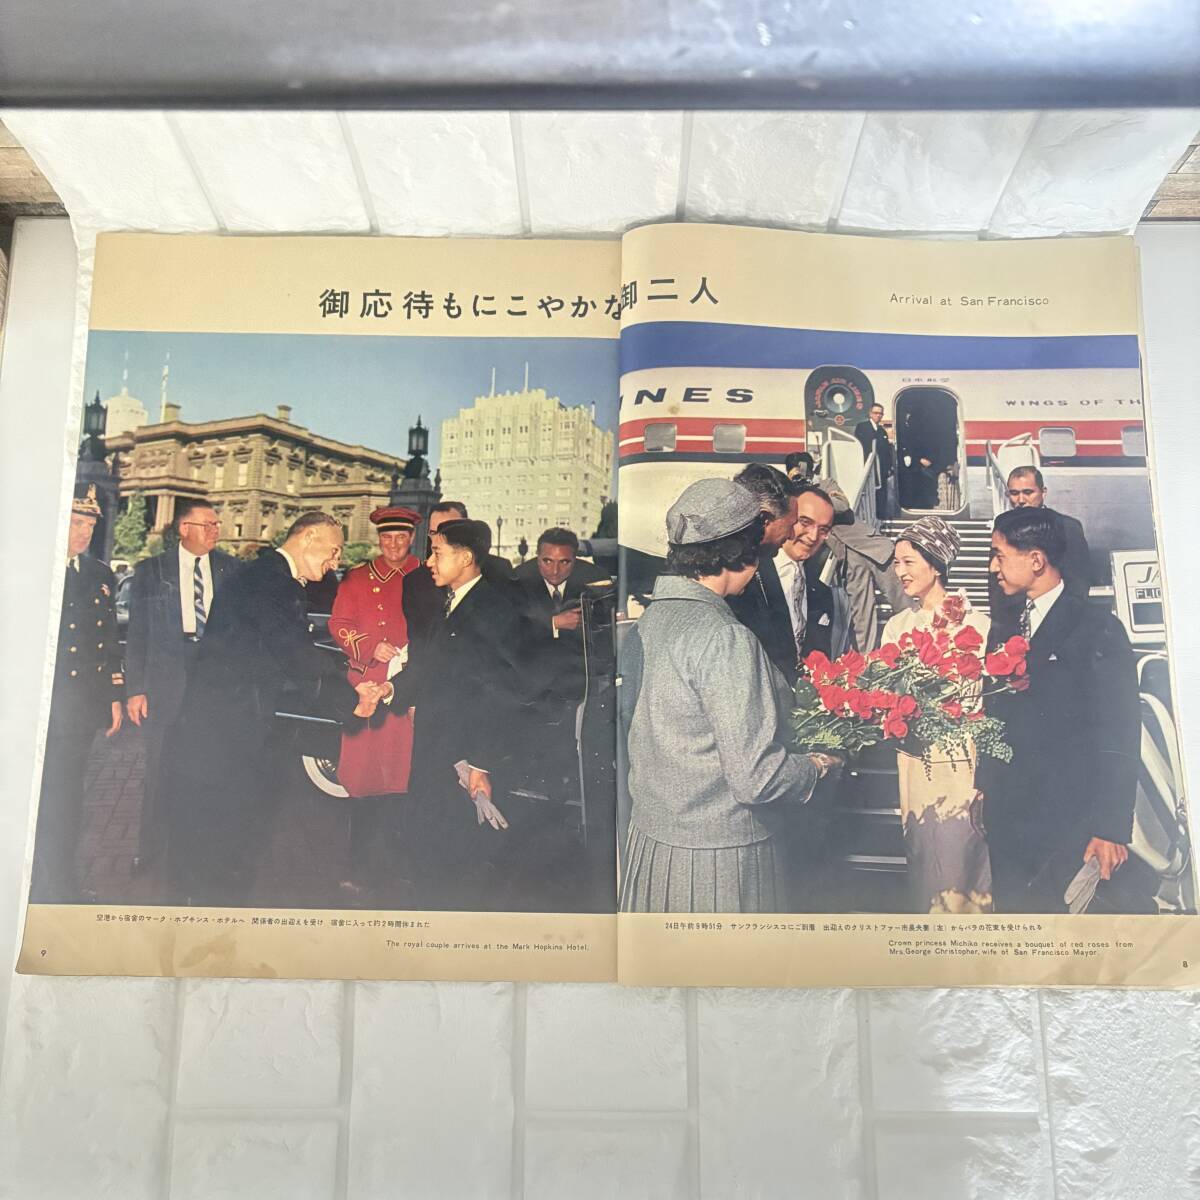 御応待もにこやかな御二人
Arrival at San Francisco
NES
日本航空
JAPAN AIR LINES
WINGS OF TH
JA
FLIG
空港から宿舎のマーク・ホプキンス・ホテルへ 関係者の出迎えを受け 宿舎に入って約2時間休まれた
The royal couple arrives at the Mark Hopkins Hotel.
9
24日午前9時51分 サンフランシスコにご到着 出迎えのクリストファー市長夫妻(左)からバラの花束を受けられる
Crown princess Michiko receives a bouquet of red roses from
Mrs. George Christopher, wife of San Francisco Mayor.
8